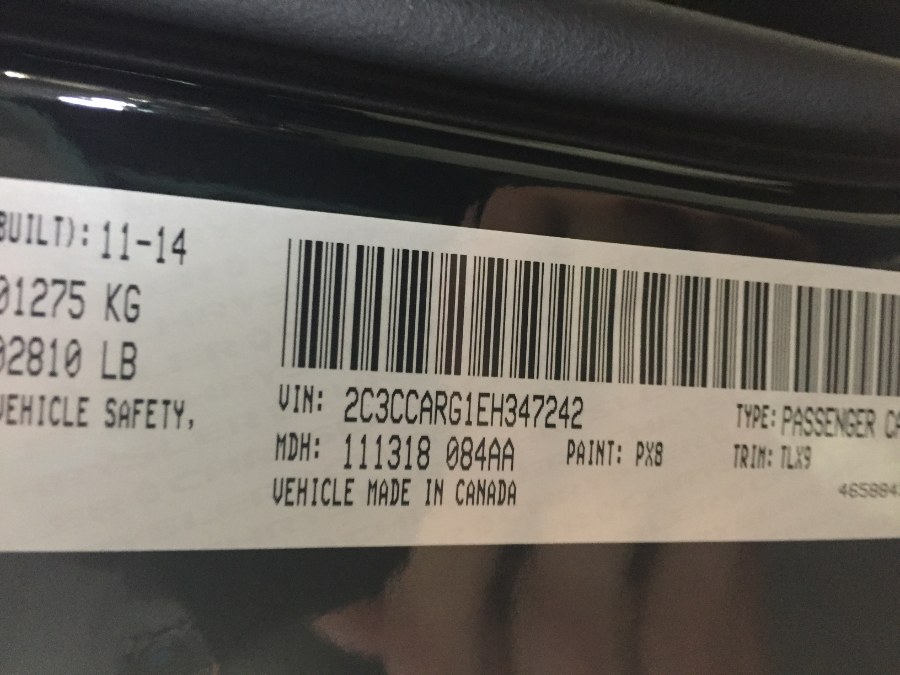 BUILT): 11-14
01275 KG
02810 LB
VEHICLE SAFETY,
VIN: 2C3CCARG1EH347242 TYPE: PASSENGER CA
MDH: 111318 084AA PAINT: PX8 TRIM: TLX9
VEHICLE MADE IN CANADA
465884